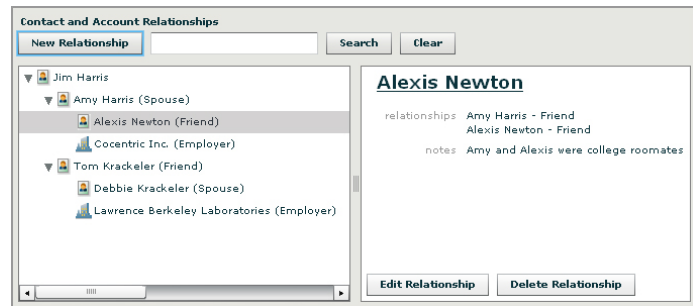 Contact and Account Relationships
New Relationship Search Clear
Jim Harris
Amy Harris (Spouse)
Alexis Newton (Friend)
Cocentric Inc. (Employer)
Tom Krackeler (Friend)
Debbie Krackeler (Spouse)
Lawrence Berkeley Laboratories (Employer)
Alexis Newton
relationships Amy Harris - Friend
Alexis Newton - Friend
notes Amy and Alexis were college roomates
Edit Relationship Delete Relationship